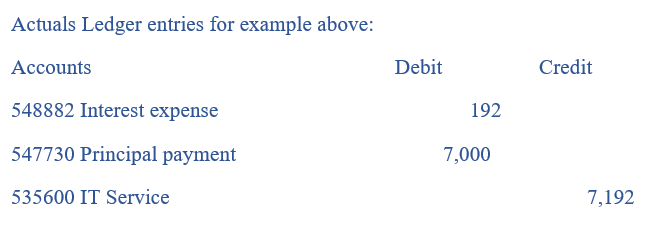 Actuals Ledger entries for example above:
Accounts Debit Credit
548882 Interest expense 192
547730 Principal payment 7,000
535600 IT Service 7,192